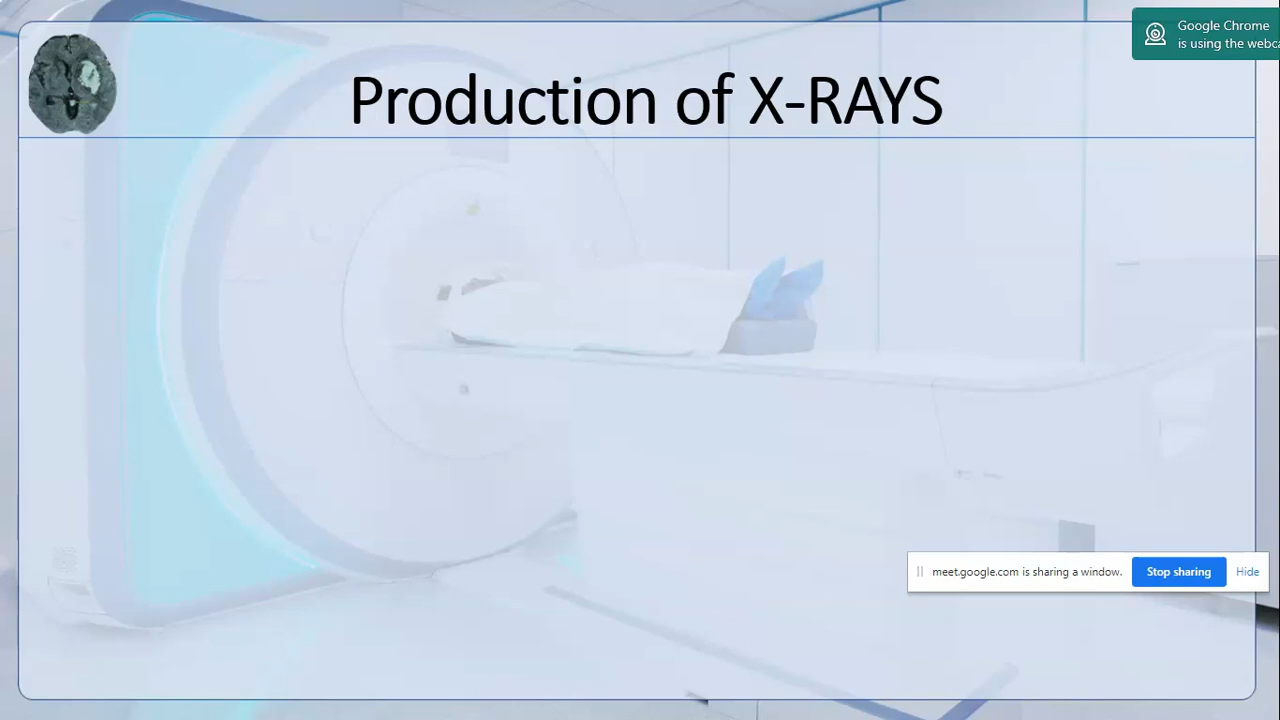 Google Chrome
is using the webca
Production of X-RAYS
meet.google.com is sharing a window. Stop sharing Hide